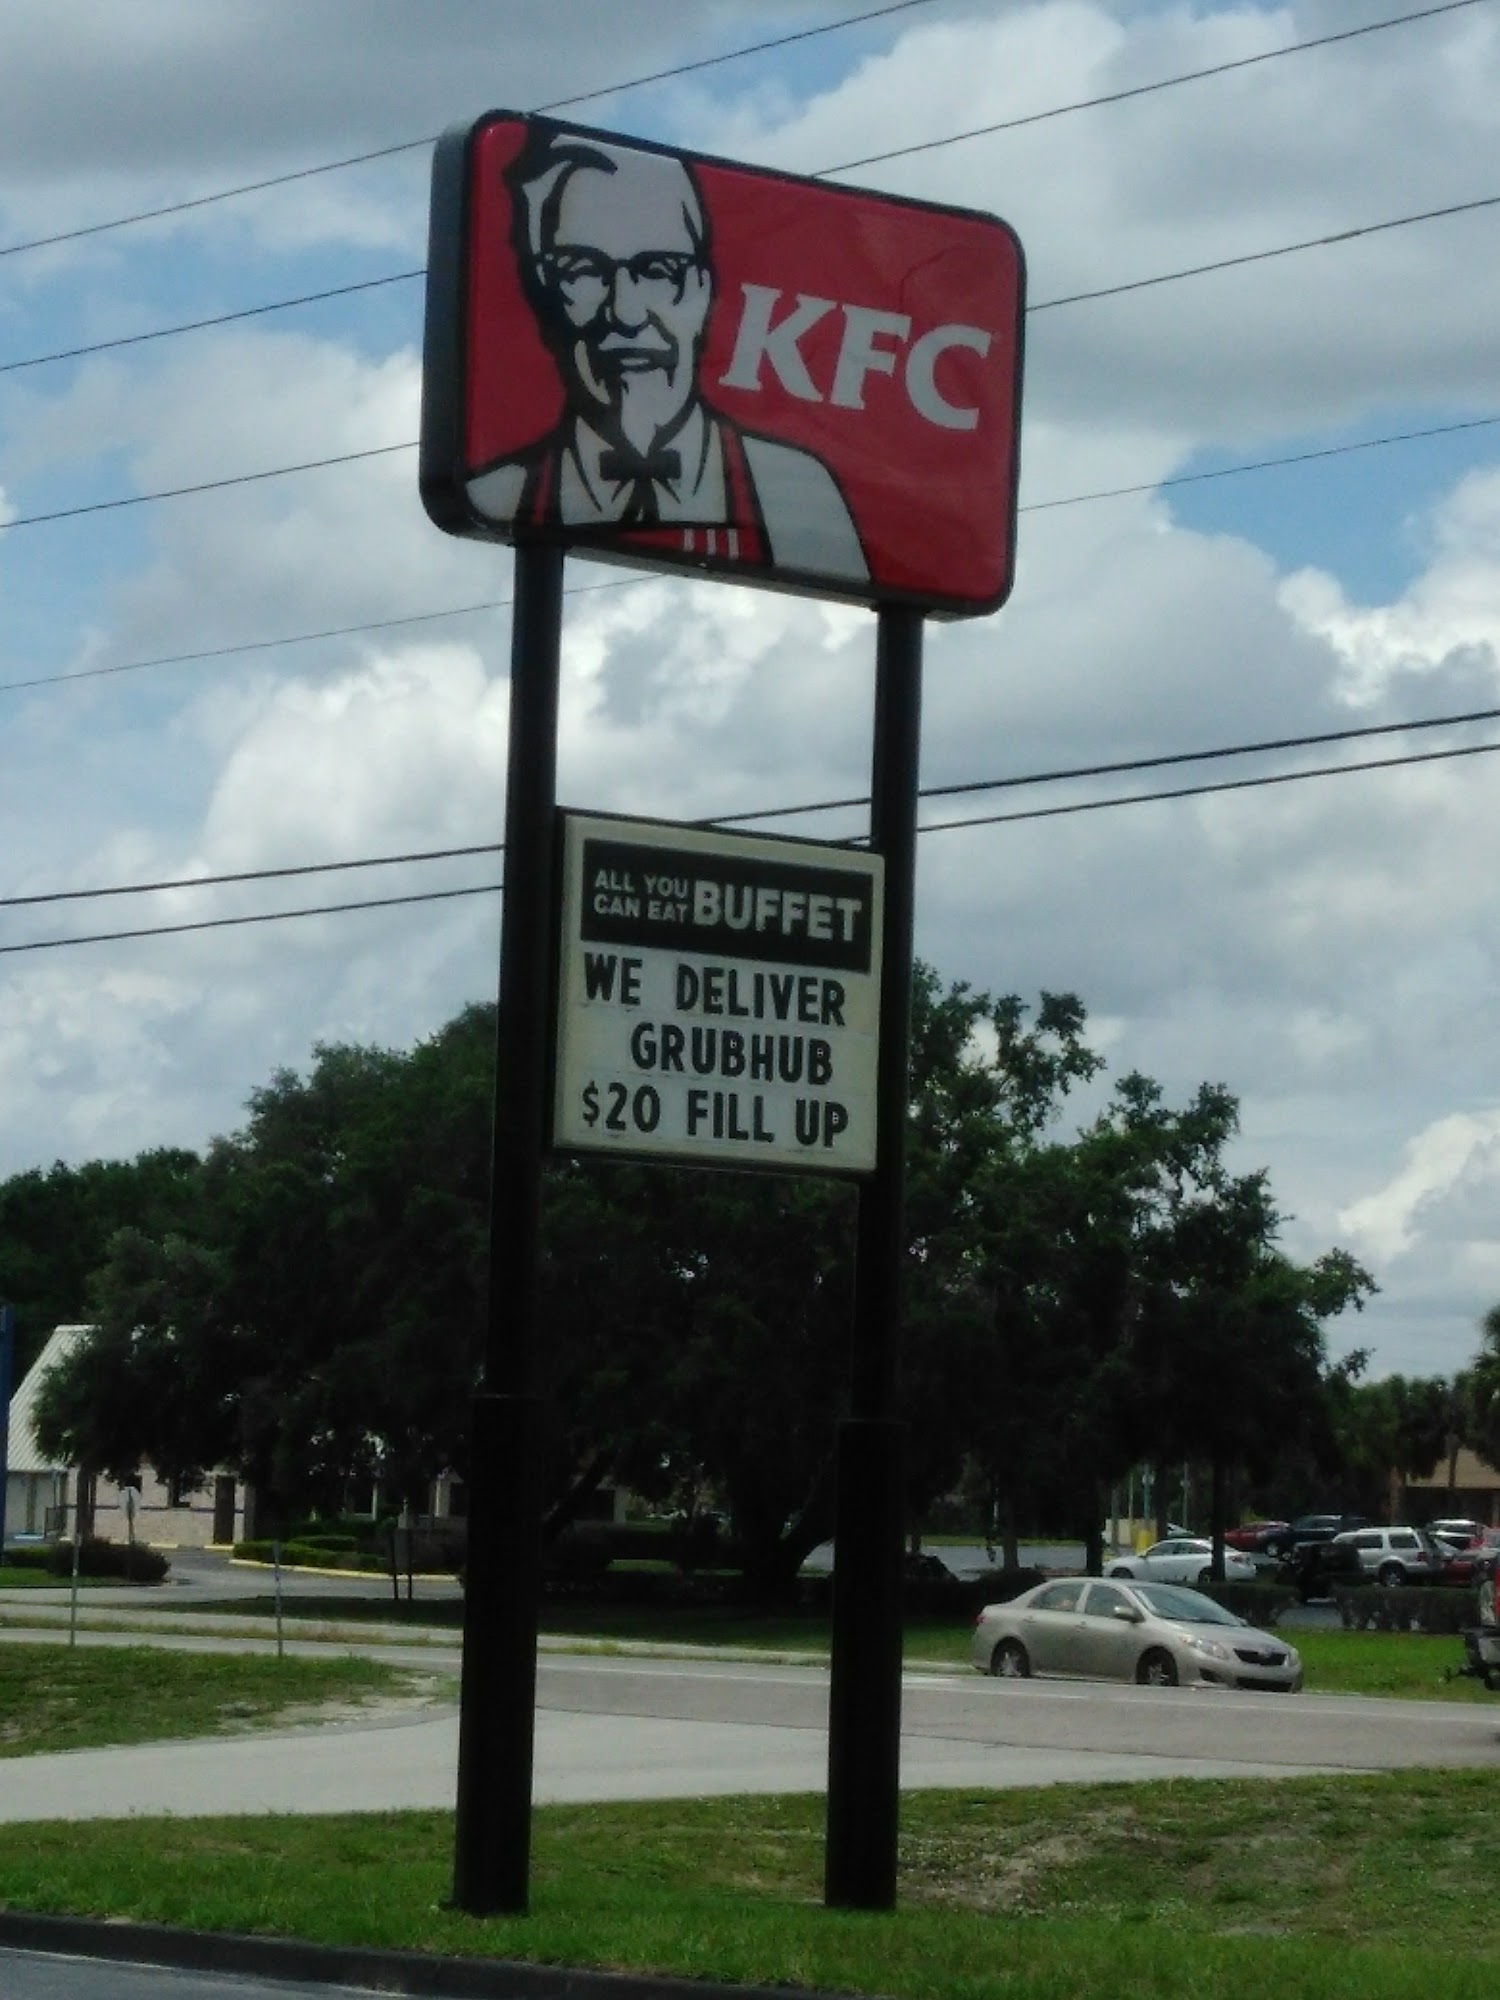 KFC
ALL YOU
CAN EAT BUFFET
WE DELIVER
GRUBHUB
$20 FILL UP